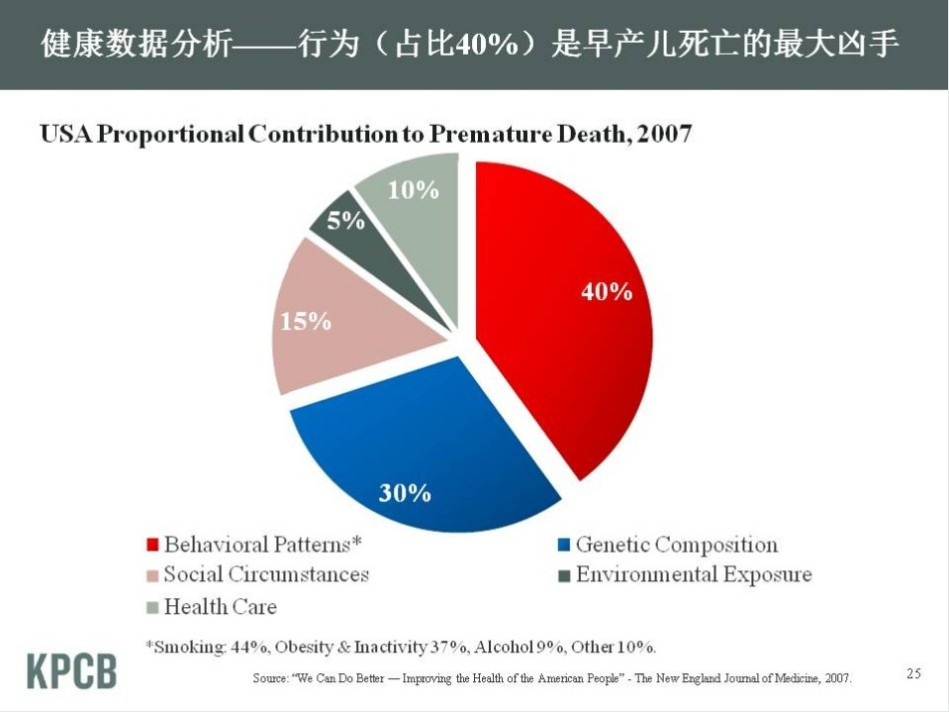 健康数据分析——行为（占比40%）是早产儿死亡的最大凶手
USA Proportional Contribution to Premature Death, 2007
10%
5%
40%
15%
30%
Behavioral Patterns*
Genetic Composition
Social Circumstances
Environmental Exposure
Health Care
*Smoking: 44%, Obesity & Inactivity 37%, Alcohol 9%, Other 10%.
KPCB
Source: “We Can Do Better — Improving the Health of the American People” - The New England Journal of Medicine, 2007.
25